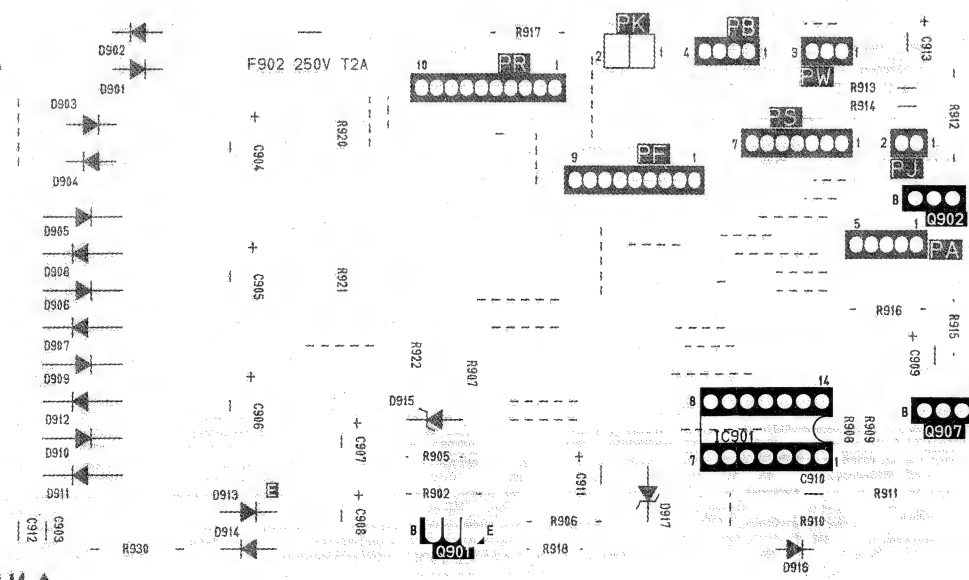 PK
PB
D902
R917
2 1
4 1
3 1
C913
F902 250V T2A
PR
10 1
PW
D901
R913
D903
R914
R912
R920
C904
PS
7 1
2 1
PF
9 1
PJ
D904
B
Q902
D905
5 1
PA
D908
C905
R921
D906
R916
R915
D907
R922
R907
C909
D909
14
D915
8
B
Q907
D912
C906
IC901
R908
R909
C907
D910
R905
7 1
C911
C910
D911
D913
R902
R911
D917
C912
C903
D914
C908
B E
R906
R910
Q901
R930
R918
D916